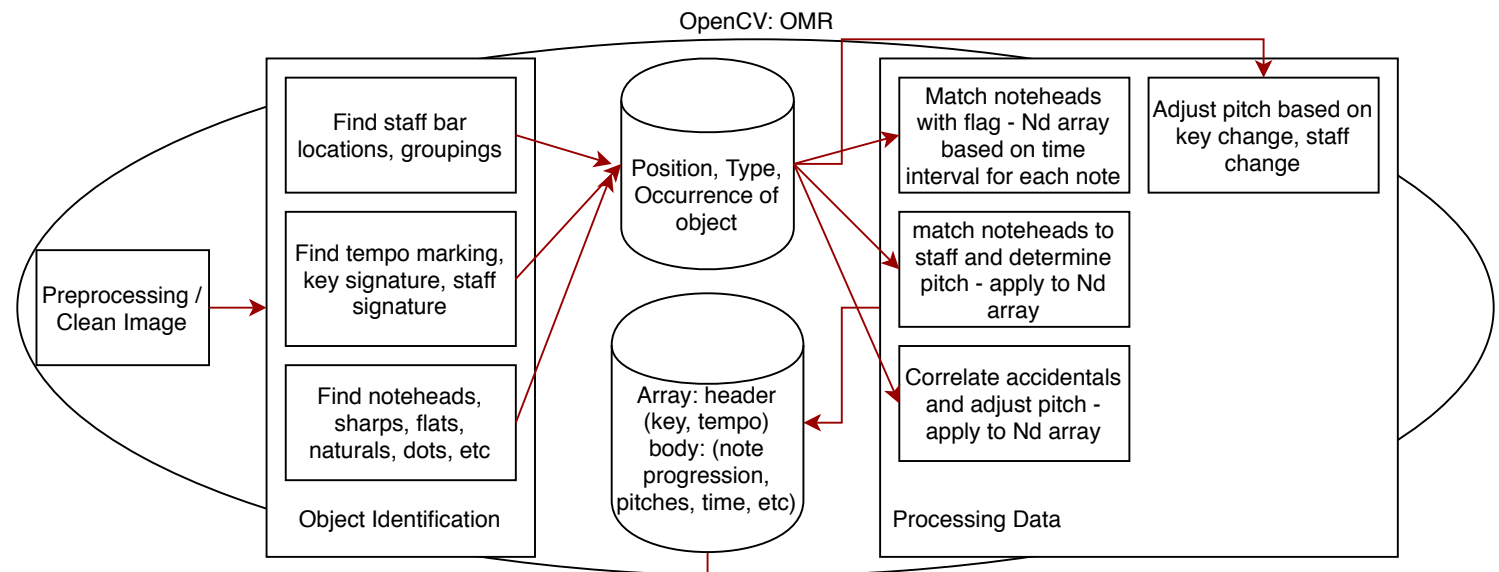 OpenCV: OMR
Preprocessing /
Clean Image
Find staff bar
locations, groupings
Find tempo marking,
key signature, staff
signature
Find noteheads,
sharps, flats,
naturals, dots, etc
Object Identification
Position, Type,
Occurrence of
object
Array: header
(key, tempo)
body: (note
progression,
pitches, time, etc)
Match noteheads
with flag - Nd array
based on time
interval for each note
match noteheads to
staff and determine
pitch - apply to Nd
array
Correlate accidentals
and adjust pitch -
apply to Nd array
Adjust pitch based on
key change, staff
change
Processing Data